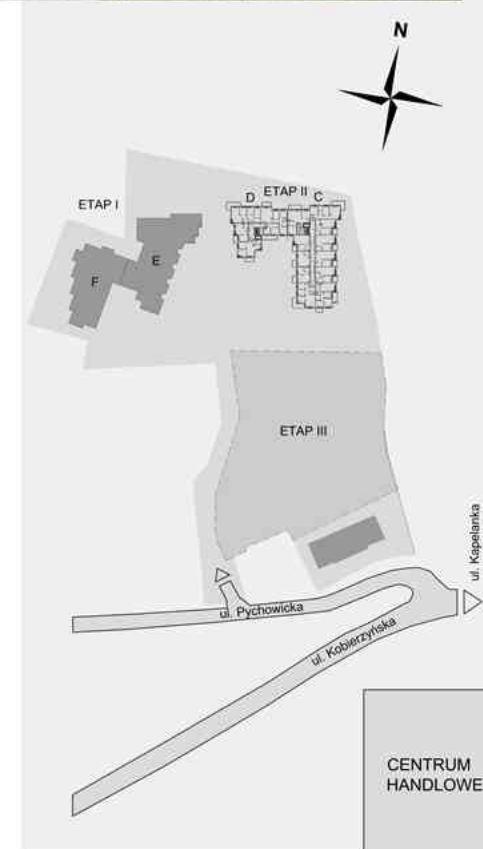 N
ETAP I
ETAP II
D
C
E
F
ETAP III
ul. Kapelanka
ul. Pychowicka
ul. Kobierzyńska
CENTRUM
HANDLOWE